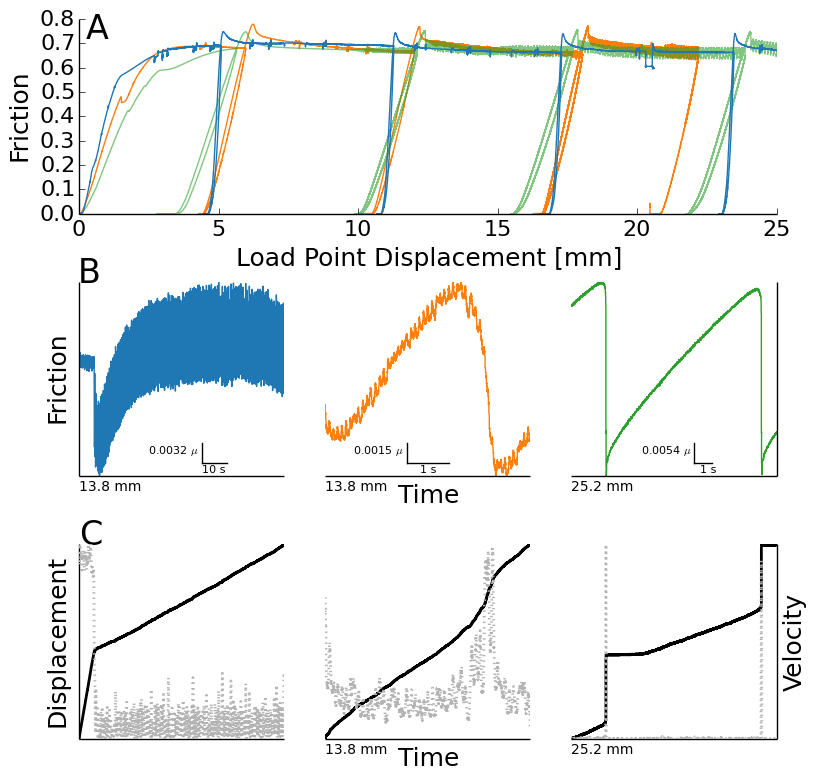 A
0.8
0.7
0.6
0.5
0.4
0.3
0.2
0.1
0.0
Friction
0 5 10 15 20 25
Load Point Displacement [mm]
B
Friction
0.0032 μ
10 s
0.0015 μ
1 s
0.0054 μ
1 s
13.8 mm 13.8 mm 25.2 mm
Time
C
Displacement
Velocity
13.8 mm 25.2 mm
Time